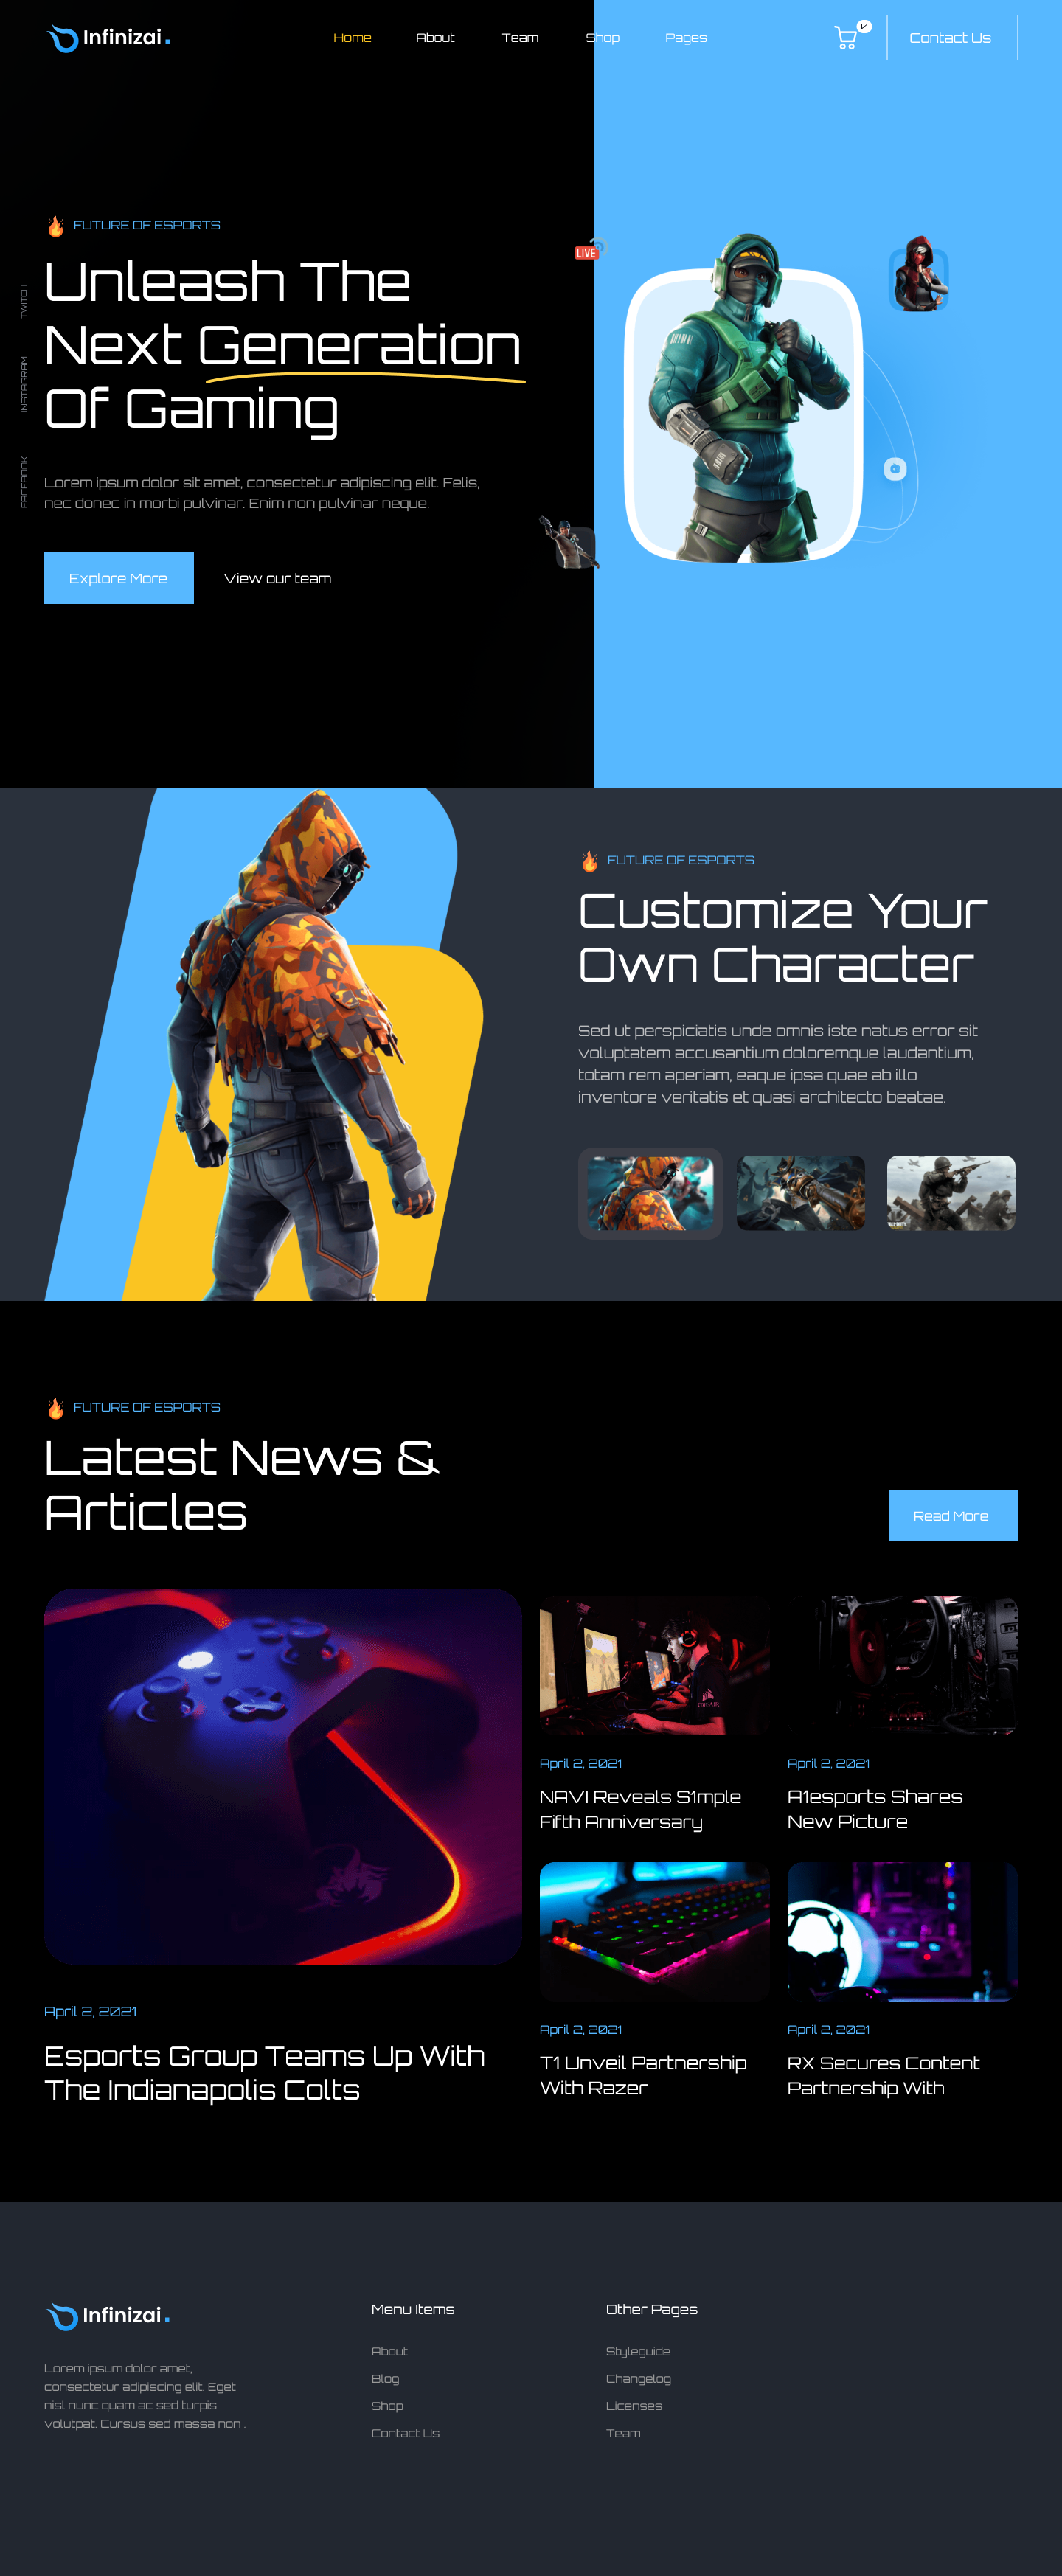 Infinizai.
Home
About
Team
Shop
Pages
0
Contact Us
FUTURE OF ESPORTS
Unleash The
Next Generation
Of Gaming
TWITCH
INSTAGRAM
FACEBOOK
LIVE
Lorem ipsum dolor sit amet, consectetur adipiscing elit. Felis,
nec donec in morbi pulvinar. Enim non pulvinar neque.
Explore More
View our team
FUTURE OF ESPORTS
Customize Your
Own Character
Sed ut perspiciatis unde omnis iste natus error sit
voluptatem accusantium doloremque laudantium,
totam rem aperiam, eaque ipsa quae ab illo
inventore veritatis et quasi architecto beatae.
FUTURE OF ESPORTS
Latest News &
Articles
Read More
CORSAIR
April 2, 2021
NAVI Reveals S1mple
Fifth Anniversary
April 2, 2021
A1esports Shares
New Picture
April 2, 2021
Esports Group Teams Up With
The Indianapolis Colts
April 2, 2021
T1 Unveil Partnership
With Razer
April 2, 2021
RX Secures Content
Partnership With
Infinizai.
Lorem ipsum dolor amet,
consectetur adipiscing elit. Eget
nisl nunc quam ac sed turpis
volutpat. Cursus sed massa non .
Menu Items
About
Blog
Shop
Contact Us
Other Pages
Styleguide
Changelog
Licenses
Team